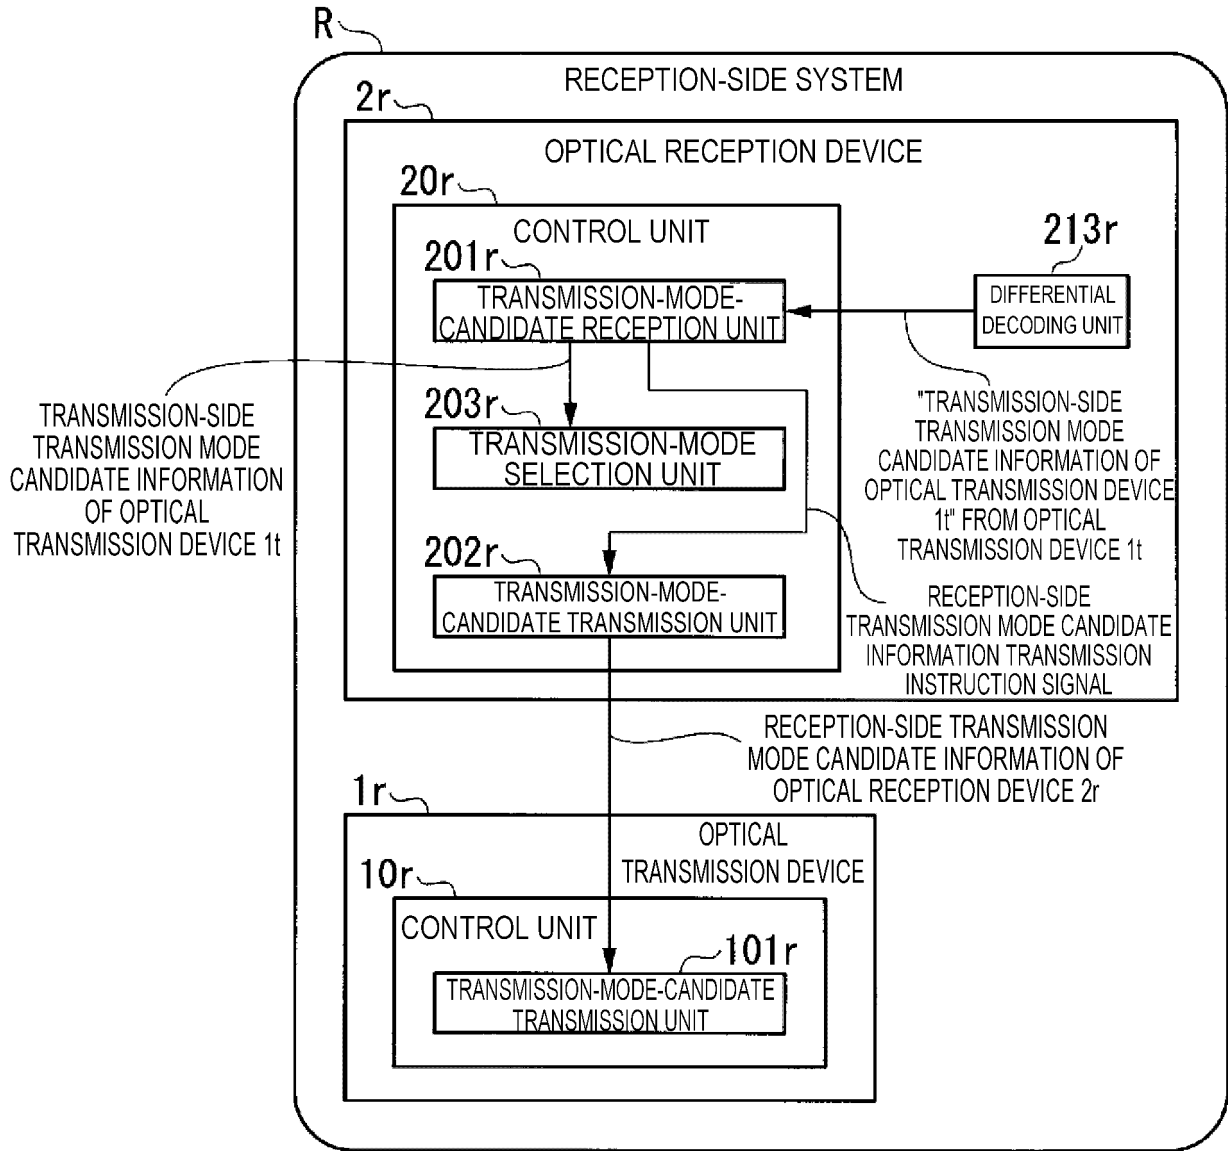 R
RECEPTION-SIDE SYSTEM
2r
OPTICAL RECEPTION DEVICE
20r
CONTROL UNIT
213r
201r
TRANSMISSION-MODE-
CANDIDATE RECEPTION UNIT
DIFFERENTIAL
DECODING UNIT
TRANSMISSION-SIDE
TRANSMISSION MODE
CANDIDATE INFORMATION
OF OPTICAL
TRANSMISSION DEVICE 1t
203r
TRANSMISSION-MODE
SELECTION UNIT
"TRANSMISSION-SIDE
TRANSMISSION MODE
CANDIDATE INFORMATION OF
OPTICAL TRANSMISSION DEVICE
1t" FROM OPTICAL
TRANSMISSION DEVICE 1t
202r
TRANSMISSION-MODE-
CANDIDATE TRANSMISSION UNIT
RECEPTION-SIDE
TRANSMISSION MODE CANDIDATE
INFORMATION TRANSMISSION
INSTRUCTION SIGNAL
RECEPTION-SIDE TRANSMISSION
MODE CANDIDATE INFORMATION OF
OPTICAL RECEPTION DEVICE 2r
1r
OPTICAL
TRANSMISSION DEVICE
10r
CONTROL UNIT
101r
TRANSMISSION-MODE-CANDIDATE
TRANSMISSION UNIT